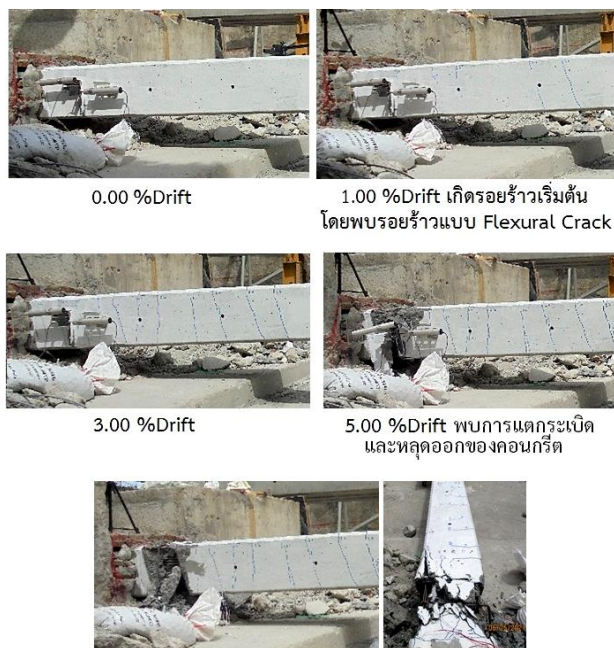 0.00 %Drift
1.00 %Drift เกิดรอยร้าวเริ่มต้น
โดยพบรอยร้าวแบบ Flexural Crack
3.00 %Drift
5.00 %Drift พบการแตกระเบิด
และหลุดออกของคอนกรีต